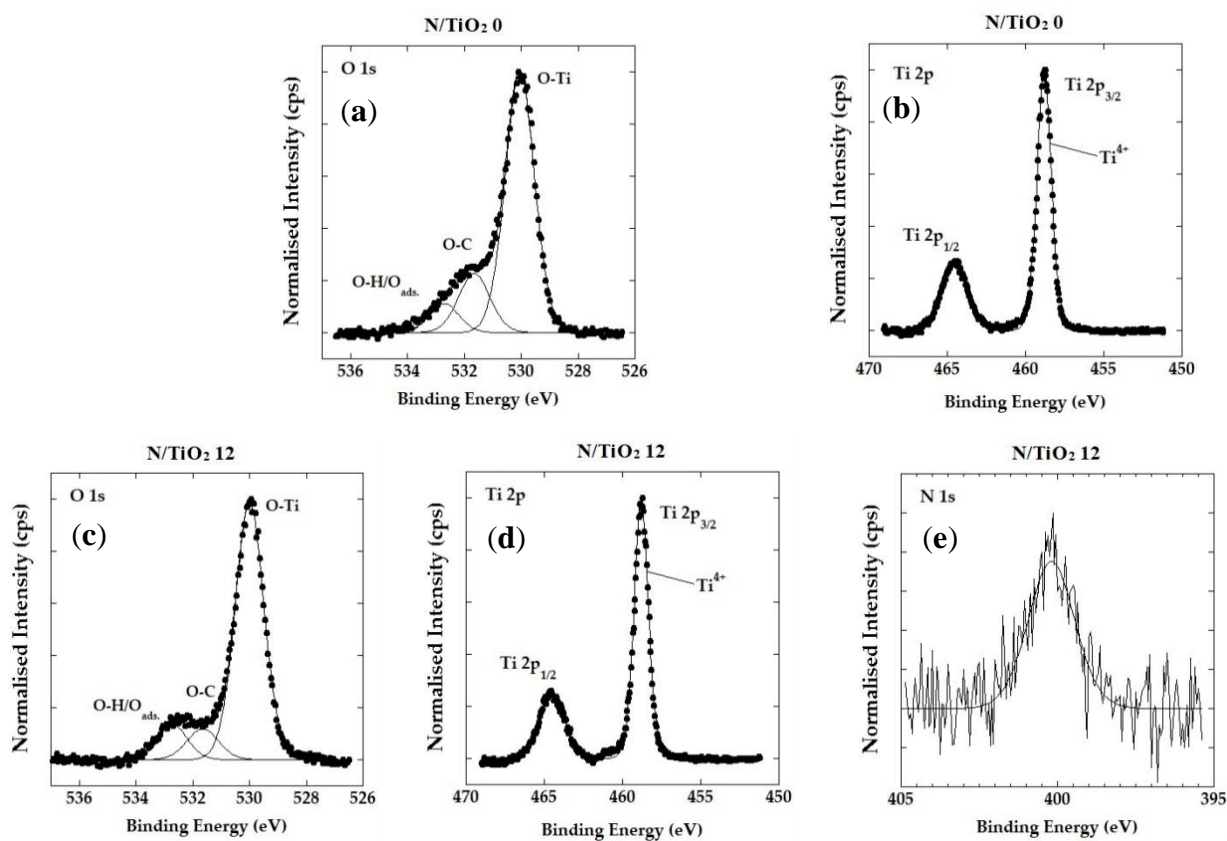 N/TiO₂ 0
O 1s
(a)
O-Ti
O-C
O-H/O ads.
Normalised Intensity (cps)
536 534 532 530 528 526
Binding Energy (eV)
N/TiO₂ 0
Ti 2p
(b)
Ti 2p3/2
Ti⁴⁺
Ti 2p1/2
Normalised Intensity (cps)
470 465 460 455 450
Binding Energy (eV)
N/TiO₂ 12
O 1s
(c)
O-Ti
O-C
O-H/O ads.
Normalised Intensity (cps)
536 534 532 530 528 526
Binding Energy (eV)
N/TiO₂ 12
Ti 2p
(d)
Ti 2p3/2
Ti⁴⁺
Ti 2p1/2
Normalised Intensity (cps)
470 465 460 455 450
Binding Energy (eV)
N/TiO₂ 12
N 1s
(e)
Normalised Intensity (cps)
405 400 395
Binding Energy (eV)